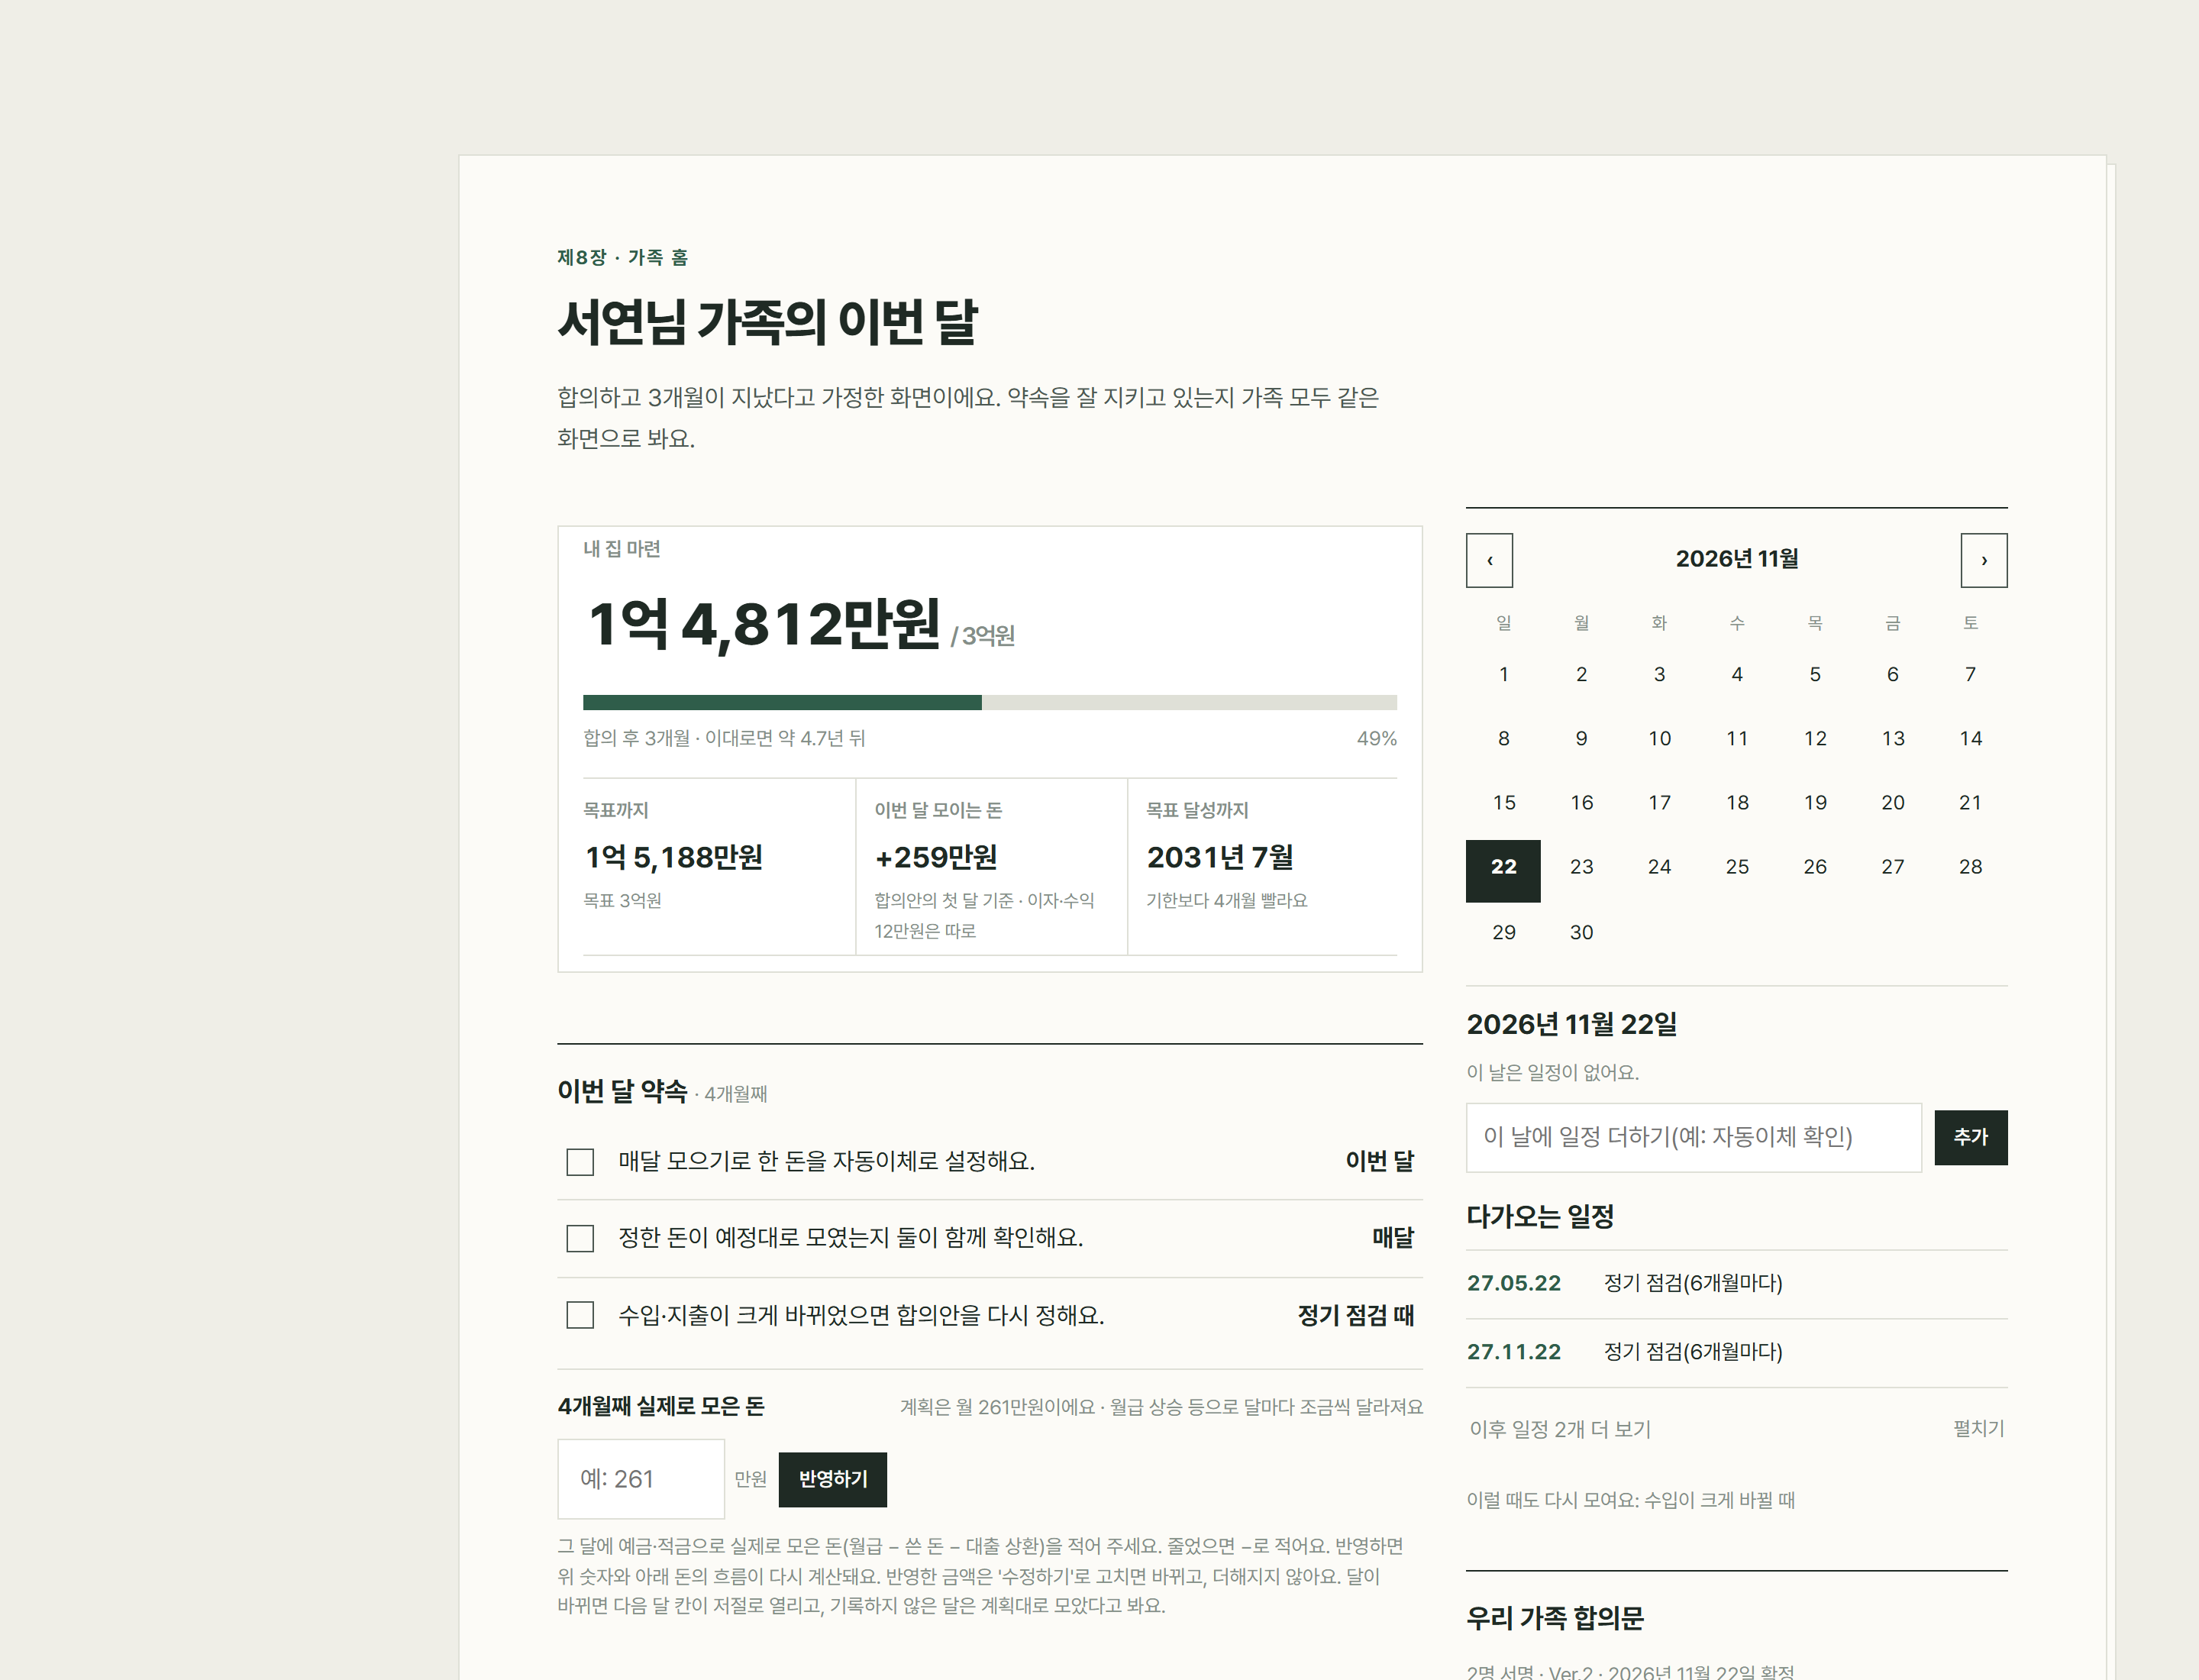 제8장 · 가족 홈
서연님 가족의 이번 달
합의하고 3개월이 지났다고 가정한 화면이에요. 약속을 잘 지키고 있는지 가족 모두 같은
화면으로 봐요.
내 집 마련
1억 4,812만원 / 3억원
합의 후 3개월 · 이대로면 약 4.7년 뒤
49%
목표까지
1억 5,188만원
목표 3억원
이번 달 모이는 돈
+259만원
합의안의 첫 달 기준 · 이자·수익
12만원은 따로
목표 달성까지
2031년 7월
기한보다 4개월 빨라요
이번 달 약속 · 4개월째
매달 모으기로 한 돈을 자동이체로 설정해요.
이번 달
정한 돈이 예정대로 모였는지 둘이 함께 확인해요.
매달
수입·지출이 크게 바뀌었으면 합의안을 다시 정해요.
정기 점검 때
4개월째 실제로 모은 돈
계획은 월 261만원이에요 · 월급 상승 등으로 달마다 조금씩 달라져요
예: 261
만원
반영하기
그 달에 예금·적금으로 실제로 모은 돈(월급 − 쓴 돈 − 대출 상환)을 적어 주세요. 줄었으면 −로 적어요. 반영하면
위 숫자와 아래 돈의 흐름이 다시 계산돼요. 반영한 금액은 '수정하기'로 고치면 바뀌고, 더해지지 않아요. 달이
바뀌면 다음 달 칸이 저절로 열리고, 기록하지 않은 달은 계획대로 모았다고 봐요.
‹ 2026년 11월 ›
일 월 화 수 목 금 토
1 2 3 4 5 6 7
8 9 10 11 12 13 14
15 16 17 18 19 20 21
22 23 24 25 26 27 28
29 30
2026년 11월 22일
이 날은 일정이 없어요.
이 날에 일정 더하기(예: 자동이체 확인)
추가
다가오는 일정
27.05.22 정기 점검(6개월마다)
27.11.22 정기 점검(6개월마다)
이후 일정 2개 더 보기
펼치기
이럴 때도 다시 모여요: 수입이 크게 바뀔 때
우리 가족 합의문
2명 서명 · Ver.2 · 2026년 11월 22일 확정